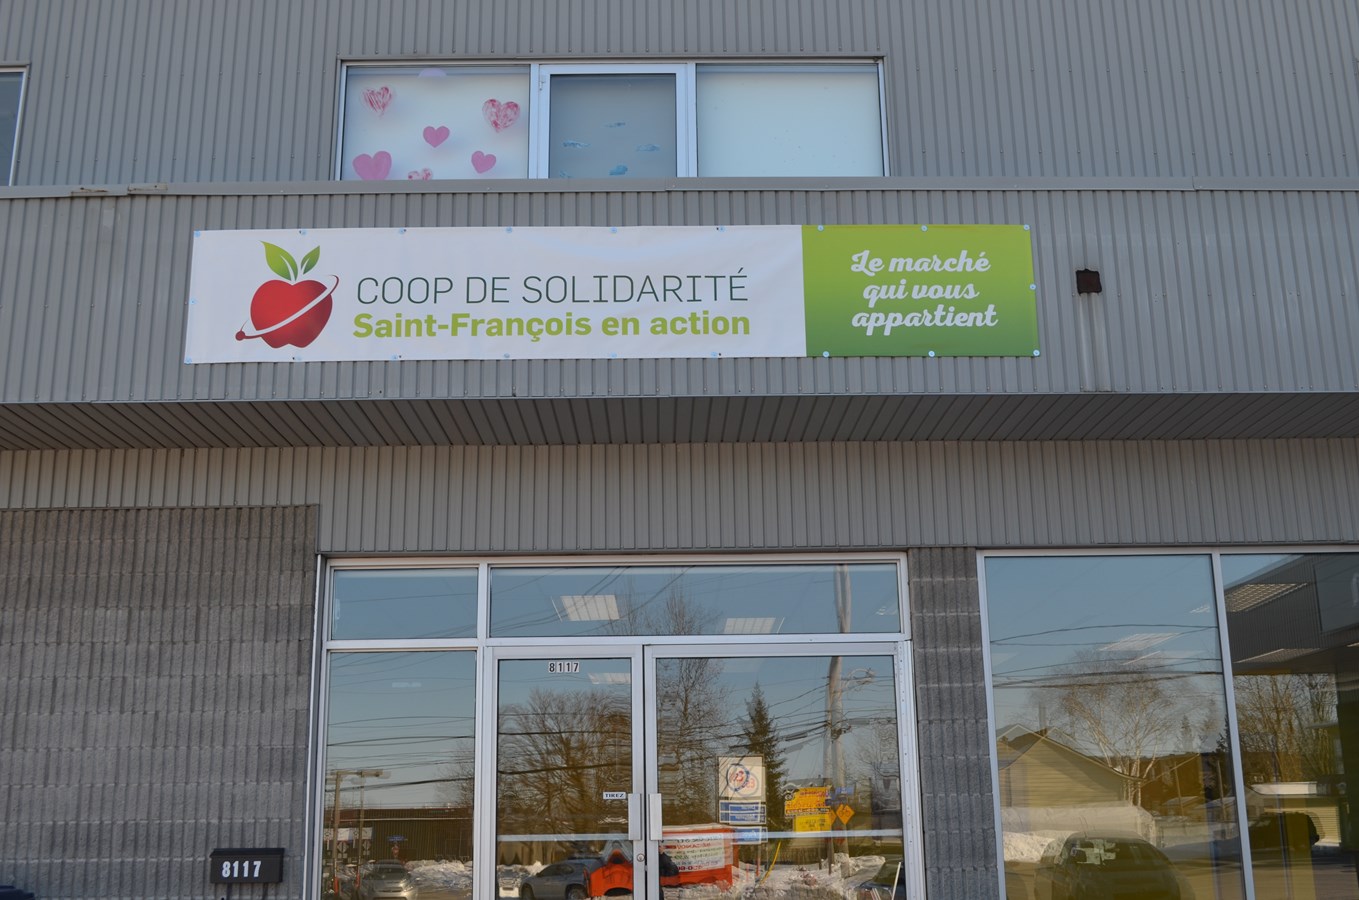 COOP DE SOLIDARITÉ
Saint-François en action
Le marché
qui vous
appartient
8117
TIREZ
8117